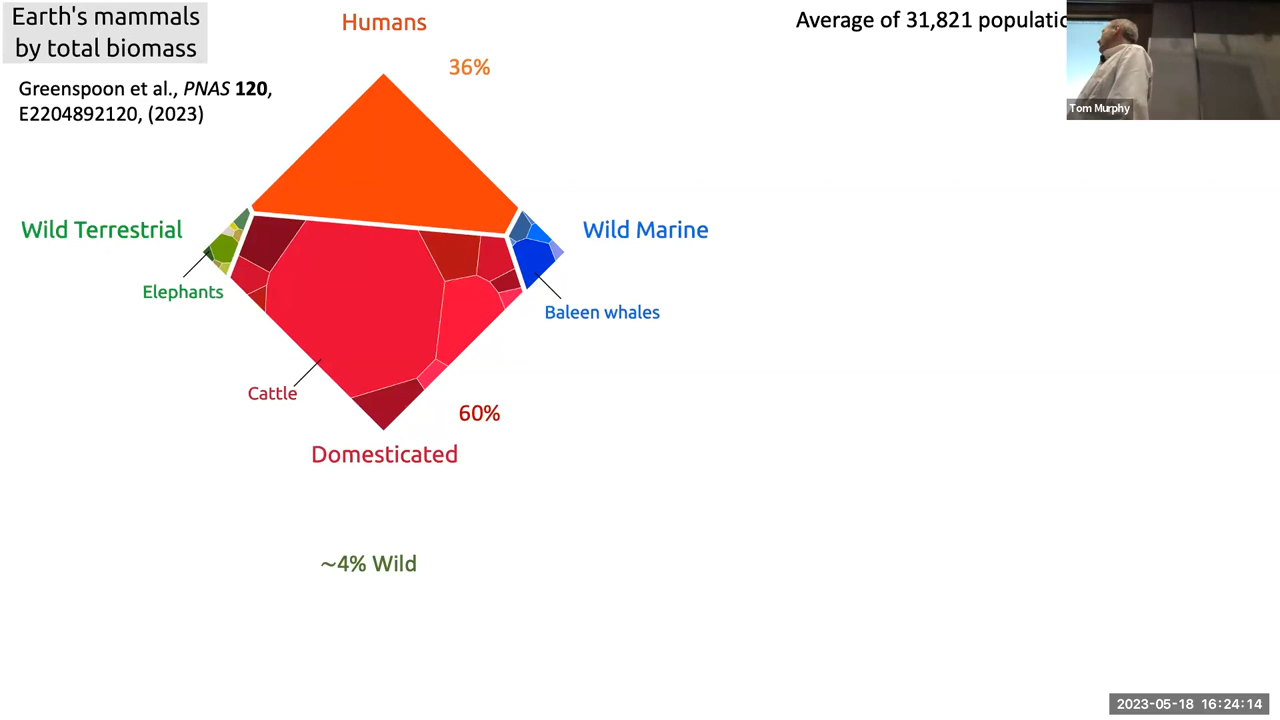 Earth's mammals
by total biomass
Greenspoon et al., PNAS 120,
E2204892120, (2023)
Humans
36%
Average of 31,821
Tom Murphy
Wild Terrestrial
Elephants
Wild Marine
Baleen whales
Cattle
60%
Domesticated
~4% Wild
2023-05-18 16:24:14